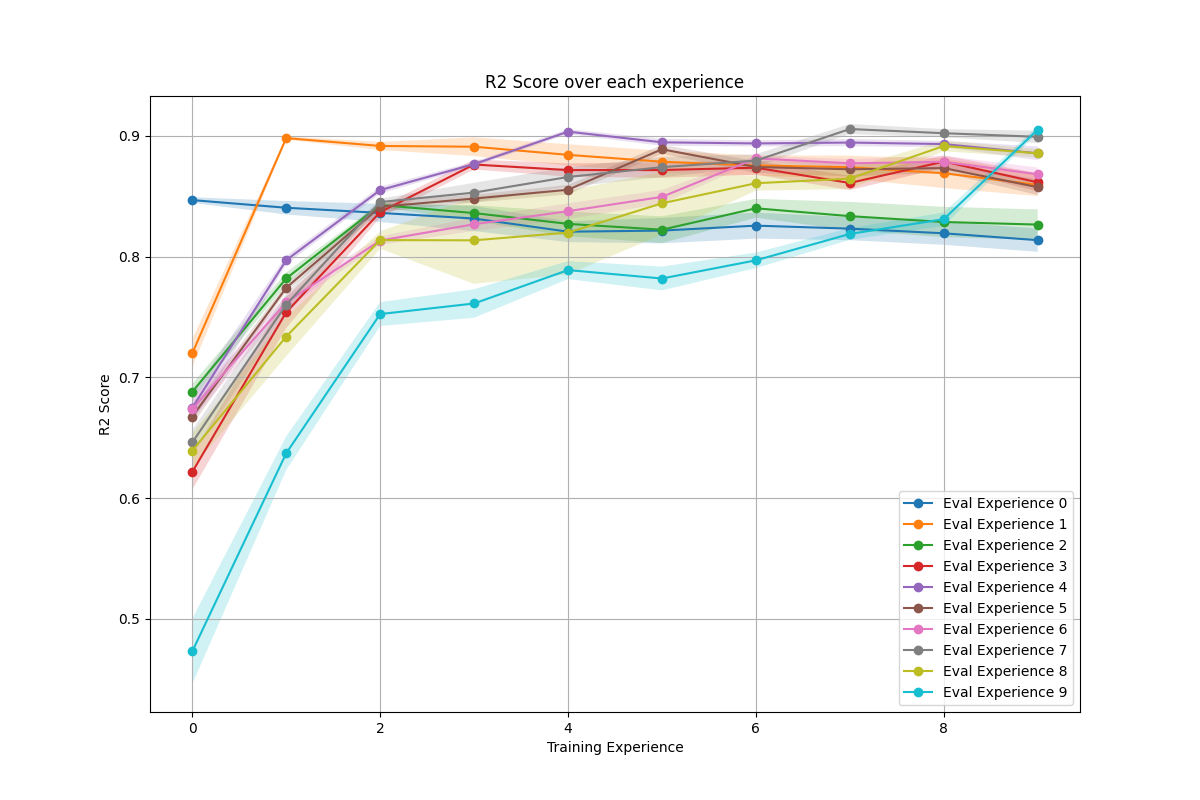 R2 Score over each experience
R2 Score
0.9
0.8
0.7
0.6
0.5
0
2
4
6
8
Training Experience
Eval Experience 0
Eval Experience 1
Eval Experience 2
Eval Experience 3
Eval Experience 4
Eval Experience 5
Eval Experience 6
Eval Experience 7
Eval Experience 8
Eval Experience 9